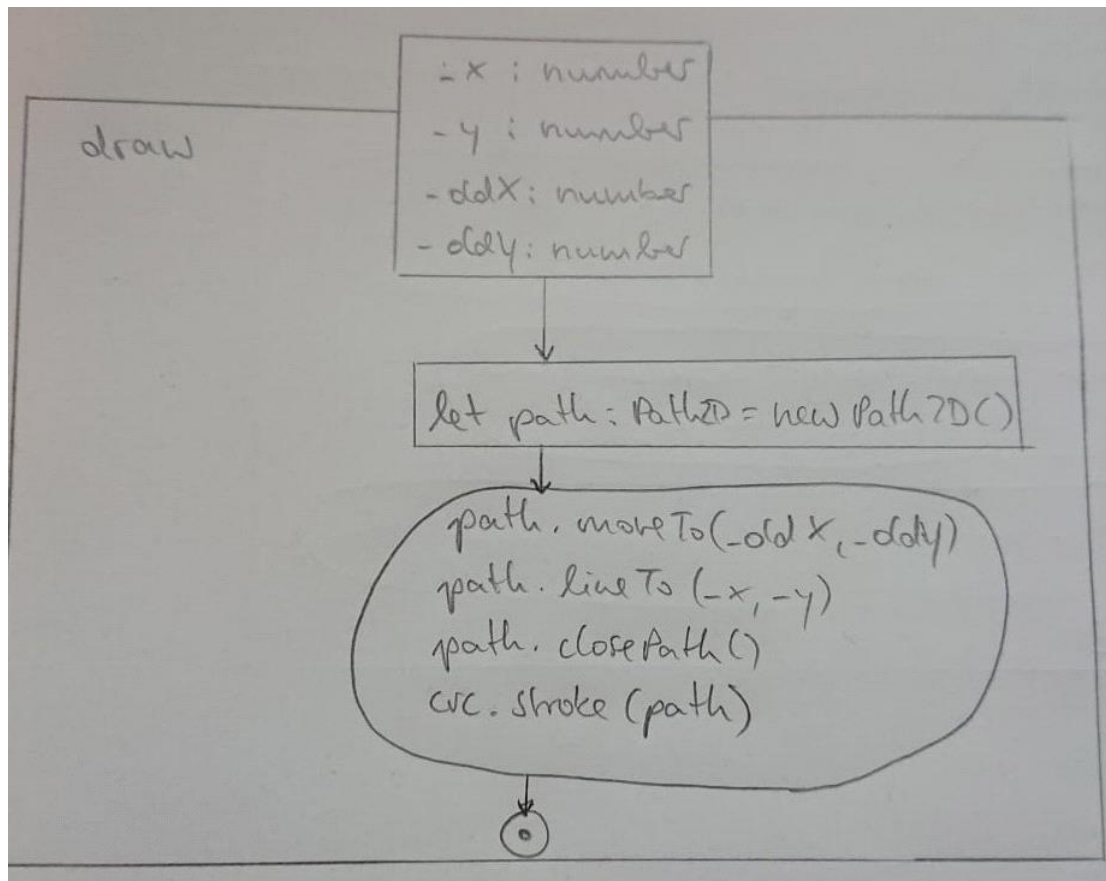 draw
_x : number
_y : number
_oldX : number
_oldY : number
let path : Path2D = new Path2D()
path.moveTo(_oldX, _oldY)
path.lineTo(_x, _y)
path.closePath()
crc.stroke(path)